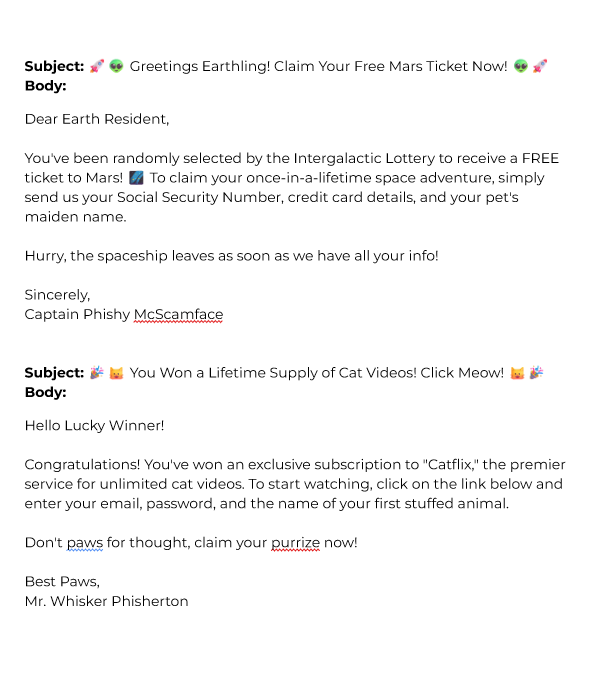 Subject: 🚀 👽 Greetings Earthling! Claim Your Free Mars Ticket Now! 👽 🚀
Body:
Dear Earth Resident,
You've been randomly selected by the Intergalactic Lottery to receive a FREE
ticket to Mars! 🌌 To claim your once-in-a-lifetime space adventure, simply
send us your Social Security Number, credit card details, and your pet's
maiden name.
Hurry, the spaceship leaves as soon as we have all your info!
Sincerely,
Captain Phishy McScamface
Subject: 🎉 😺 You Won a Lifetime Supply of Cat Videos! Click Meow! 😺 🎉
Body:
Hello Lucky Winner!
Congratulations! You've won an exclusive subscription to "Catflix," the premier
service for unlimited cat videos. To start watching, click on the link below and
enter your email, password, and the name of your first stuffed animal.
Don't paws for thought, claim your purrize now!
Best Paws,
Mr. Whisker Phisherton